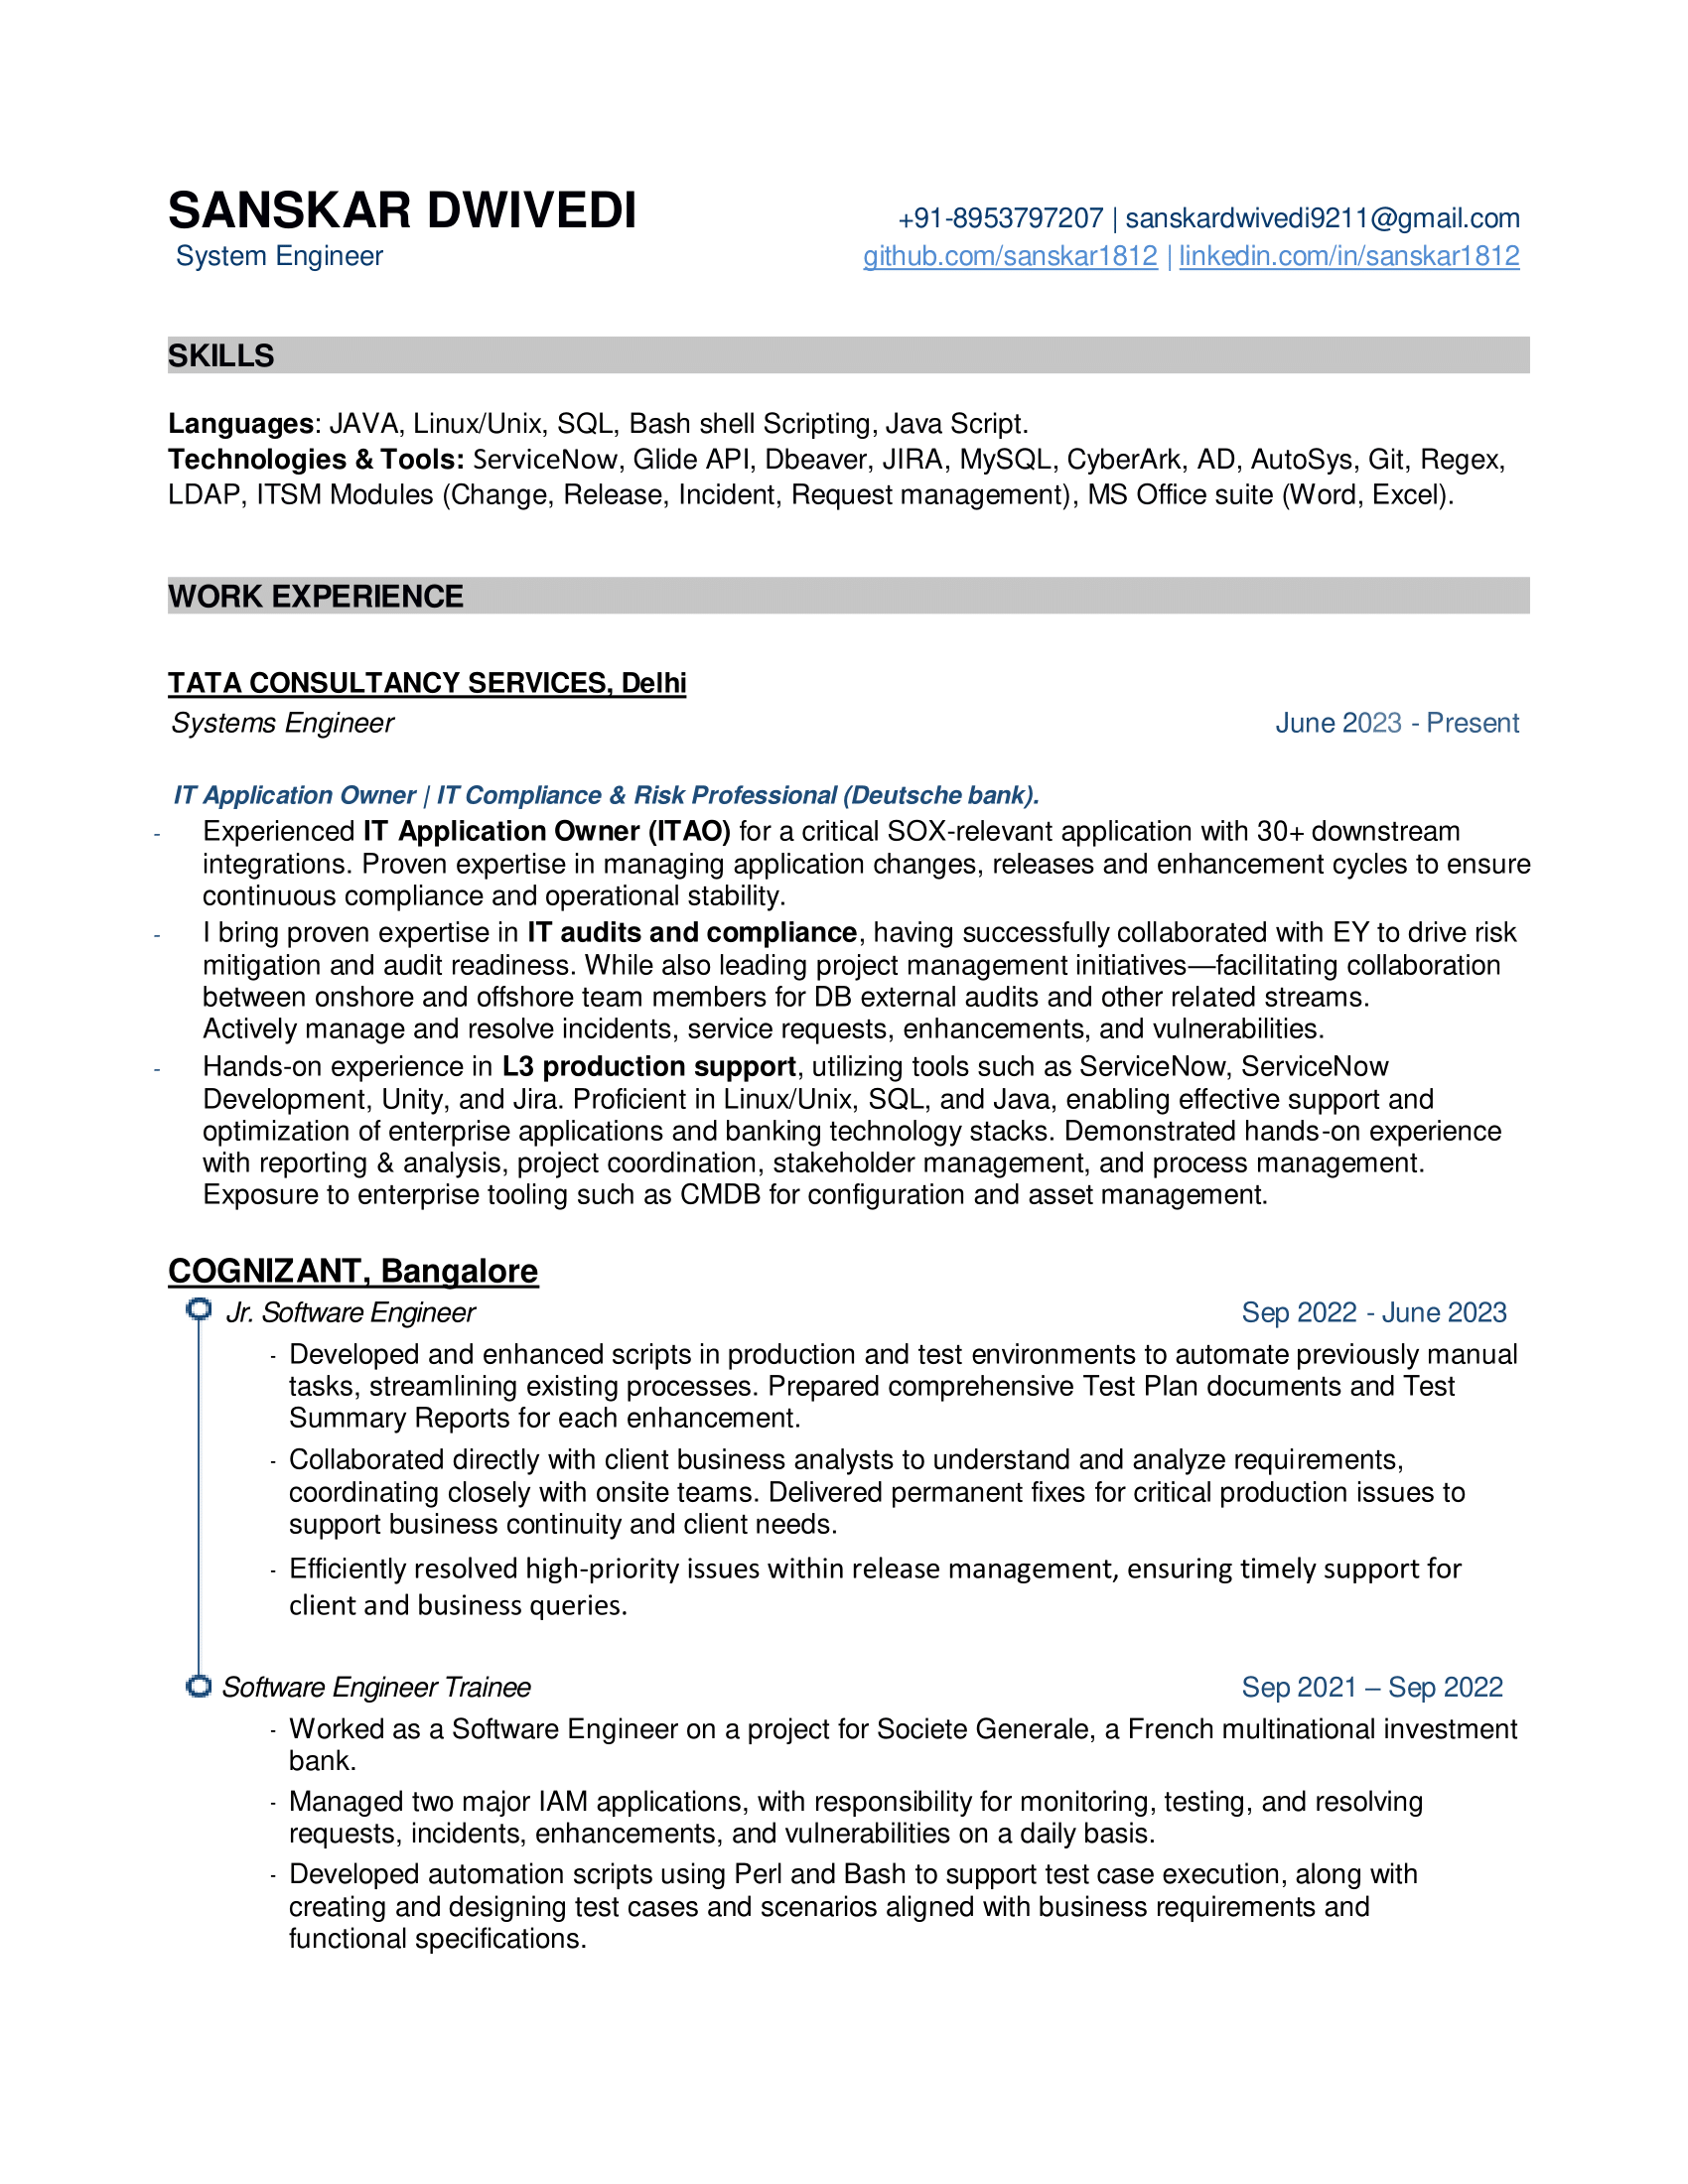 SANSKAR DWIVEDI
+91-8953797207 | sanskardwivedi9211@gmail.com
System Engineer
github.com/sanskar1812 | linkedin.com/in/sanskar1812
SKILLS
Languages: JAVA, Linux/Unix, SQL, Bash shell Scripting, Java Script.
Technologies & Tools: ServiceNow, Glide API, Dbeaver, JIRA, MySQL, CyberArk, AD, AutoSys, Git, Regex,
LDAP, ITSM Modules (Change, Release, Incident, Request management), MS Office suite (Word, Excel).
WORK EXPERIENCE
TATA CONSULTANCY SERVICES, Delhi
Systems Engineer June 2023 - Present
IT Application Owner | IT Compliance & Risk Professional (Deutsche bank).
- Experienced IT Application Owner (ITAO) for a critical SOX-relevant application with 30+ downstream
integrations. Proven expertise in managing application changes, releases and enhancement cycles to ensure
continuous compliance and operational stability.
- I bring proven expertise in IT audits and compliance, having successfully collaborated with EY to drive risk
mitigation and audit readiness. While also leading project management initiatives—facilitating collaboration
between onshore and offshore team members for DB external audits and other related streams.
Actively manage and resolve incidents, service requests, enhancements, and vulnerabilities.
- Hands-on experience in L3 production support, utilizing tools such as ServiceNow, ServiceNow
Development, Unity, and Jira. Proficient in Linux/Unix, SQL, and Java, enabling effective support and
optimization of enterprise applications and banking technology stacks. Demonstrated hands-on experience
with reporting & analysis, project coordination, stakeholder management, and process management.
Exposure to enterprise tooling such as CMDB for configuration and asset management.
COGNIZANT, Bangalore
Jr. Software Engineer Sep 2022 - June 2023
- Developed and enhanced scripts in production and test environments to automate previously manual
tasks, streamlining existing processes. Prepared comprehensive Test Plan documents and Test
Summary Reports for each enhancement.
- Collaborated directly with client business analysts to understand and analyze requirements,
coordinating closely with onsite teams. Delivered permanent fixes for critical production issues to
support business continuity and client needs.
- Efficiently resolved high-priority issues within release management, ensuring timely support for
client and business queries.
Software Engineer Trainee Sep 2021 – Sep 2022
- Worked as a Software Engineer on a project for Societe Generale, a French multinational investment
bank.
- Managed two major IAM applications, with responsibility for monitoring, testing, and resolving
requests, incidents, enhancements, and vulnerabilities on a daily basis.
- Developed automation scripts using Perl and Bash to support test case execution, along with
creating and designing test cases and scenarios aligned with business requirements and
functional specifications.